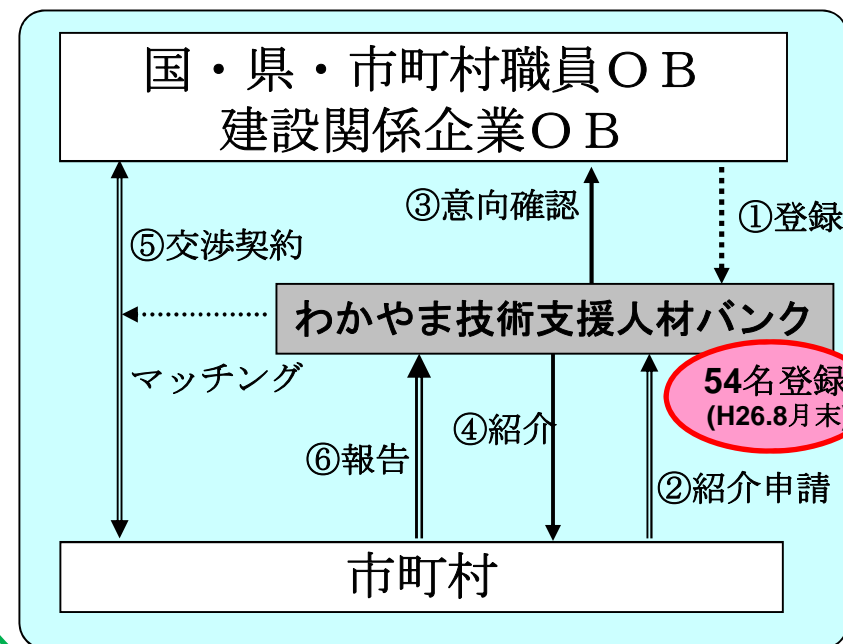 国・県・市町村職員ＯＢ
建設関係企業ＯＢ
③意向確認
①登録
⑤交渉契約
わかやま技術支援人材バンク
マッチング
54名登録
(H26.8月末)
④紹介
⑥報告
②紹介申請
市町村